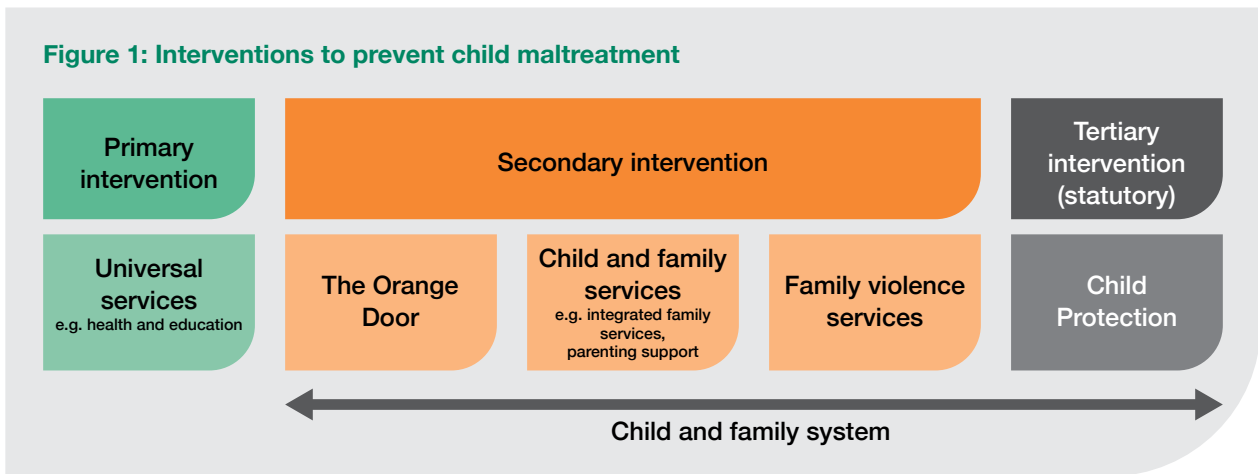 Figure 1: Interventions to prevent child maltreatment
Primary
intervention
Secondary intervention
Tertiary
intervention
(statutory)
Universal
services
e.g. health and education
The Orange
Door
Child and family
services
e.g. integrated family
services,
parenting support
Family violence
services
Child
Protection
Child and family system